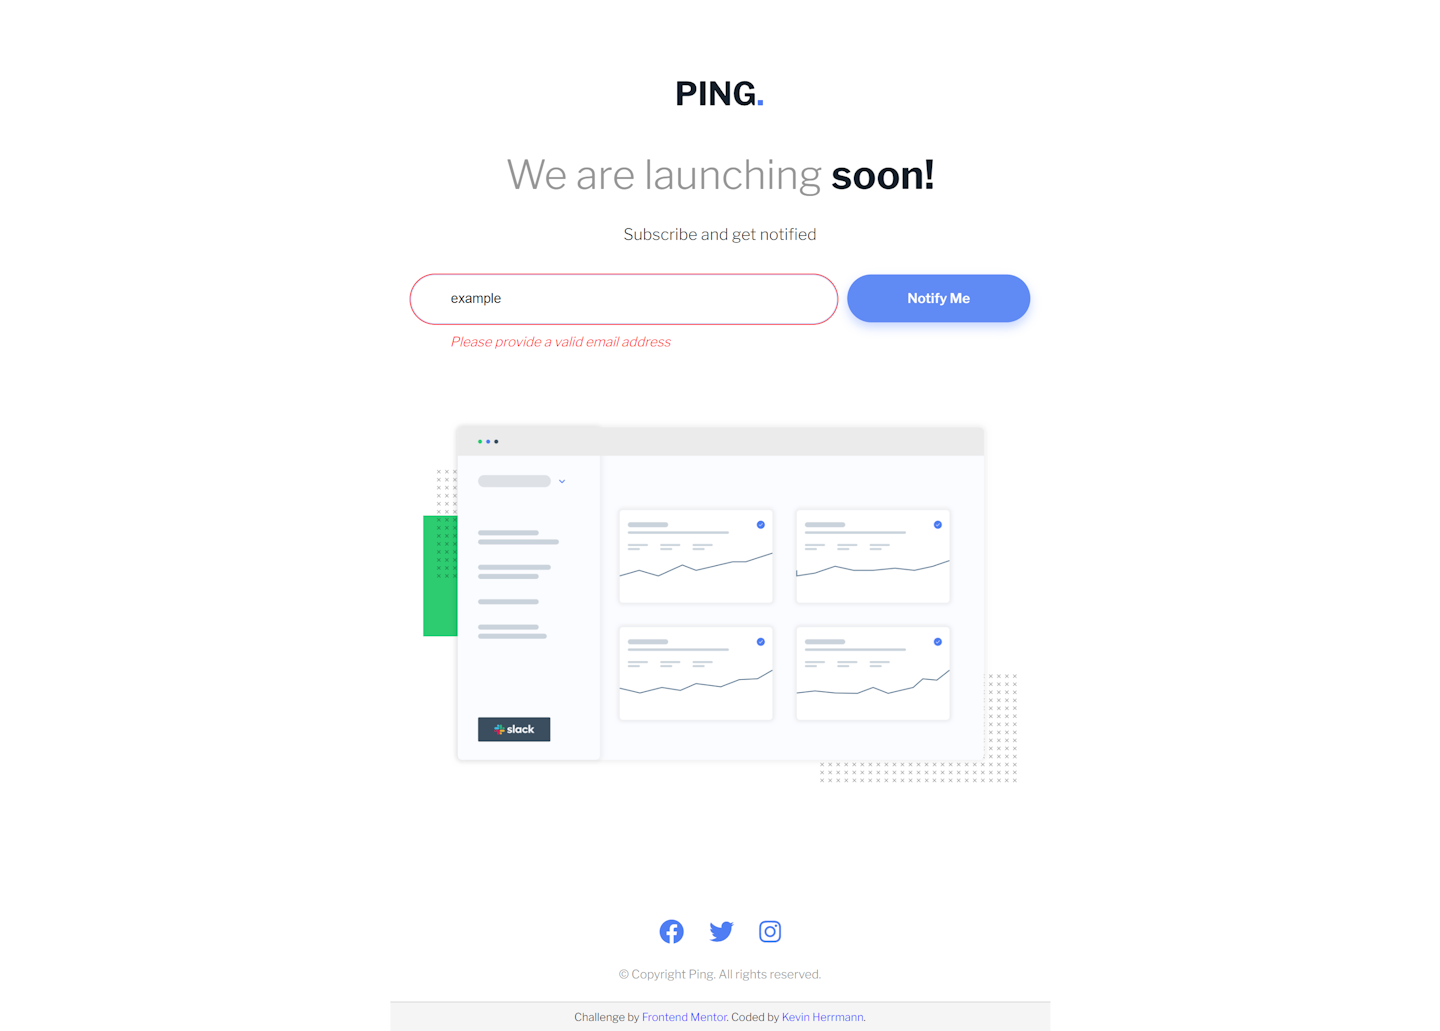 PING.
We are launching soon!
Subscribe and get notified
example
Notify Me
Please provide a valid email address
slack
© Copyright Ping. All rights reserved.
Challenge by Frontend Mentor. Coded by Kevin Herrmann.